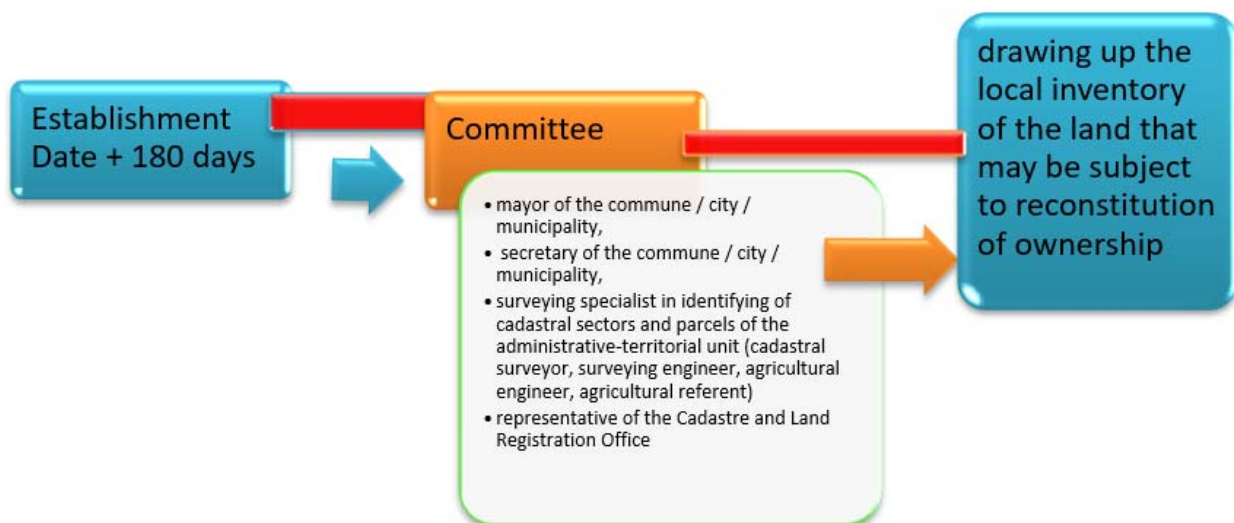 Establishment
Date + 180 days
Committee
• mayor of the commune / city /
municipality,
• secretary of the commune / city /
municipality,
• surveying specialist in identifying of
cadastral sectors and parcels of the
administrative-territorial unit (cadastral
surveyor, surveying engineer, agricultural
engineer, agricultural referent)
• representative of the Cadastre and Land
Registration Office
drawing up the
local inventory
of the land that
may be subject
to reconstitution
of ownership